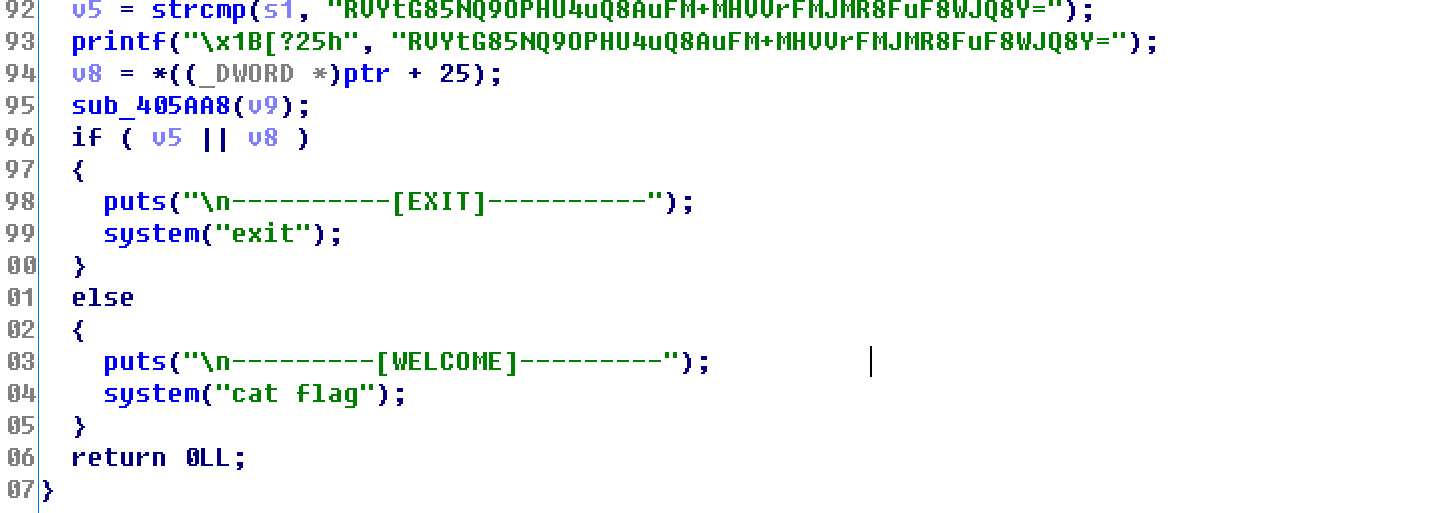 92 v5 = strcmp(s1, "RVYtG85NQ9OPHU4uQ8AuFM+MHVVrFMJMR8FuF8WJQ8Y=");
93 printf("\x1B[?25h", "RVYtG85NQ9OPHU4uQ8AuFM+MHVVrFMJMR8FuF8WJQ8Y=");
94 v8 = *((_DWORD *)ptr + 25);
95 sub_405AA8(v9);
96 if ( v5 || v8 )
97 {
98 puts("\n----------[EXIT]----------");
99 system("exit");
00 }
01 else
02 {
03 puts("\n---------[WELCOME]---------");
04 system("cat flag");
05 }
06 return 0LL;
07 }